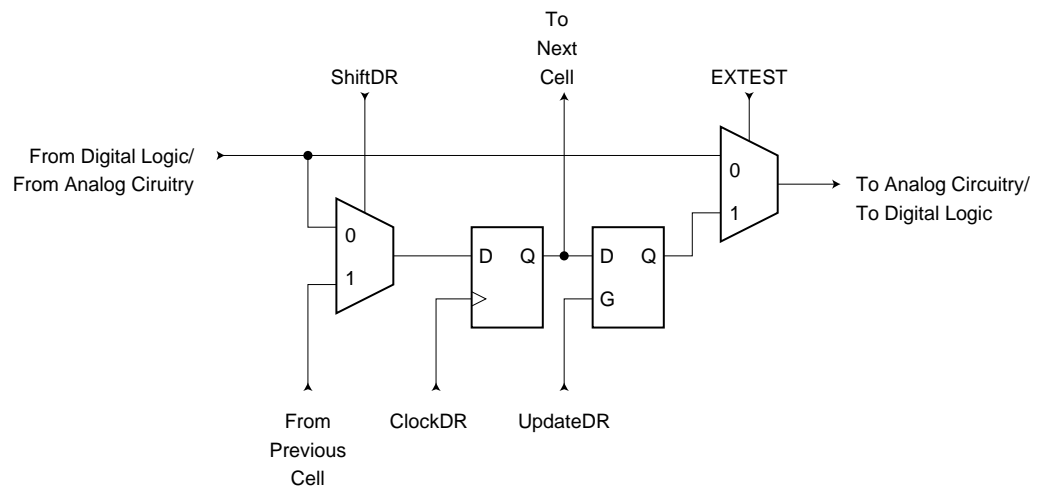 To
Next
Cell
ShiftDR
EXTEST
From Digital Logic/
From Analog Ciruitry
0
1
D Q
D Q
G
0
1
To Analog Circuitry/
To Digital Logic
From
Previous
Cell
ClockDR
UpdateDR